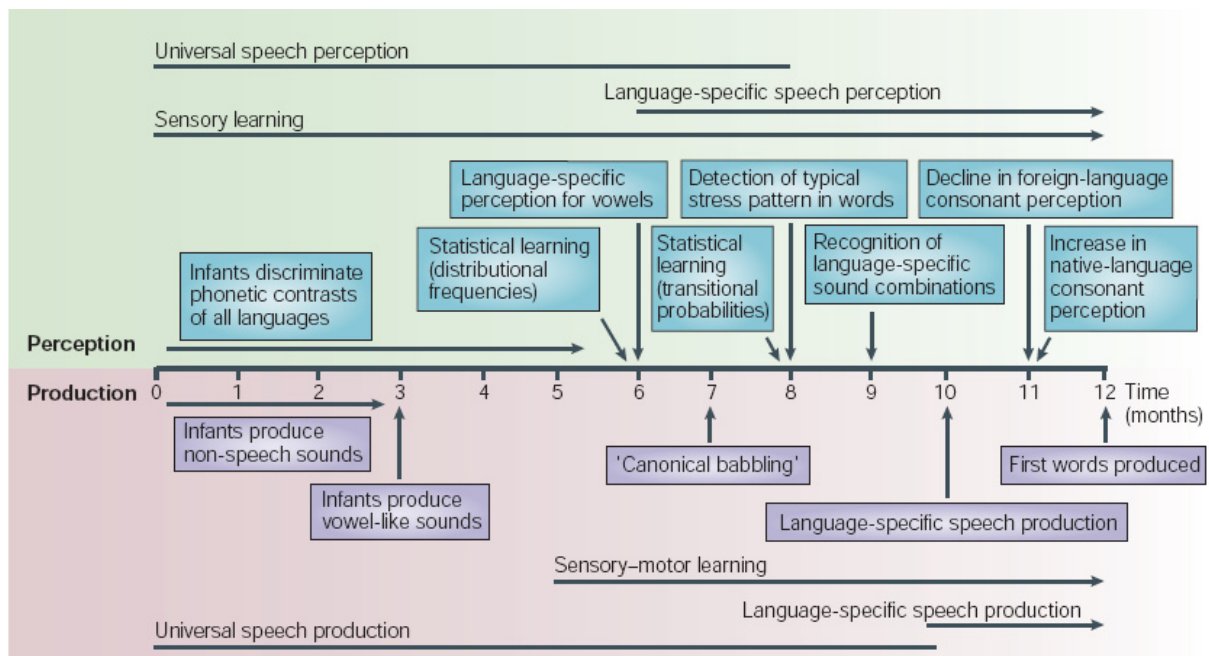 Universal speech perception
Language-specific speech perception
Sensory learning
Language-specific
perception for vowels
Detection of typical
stress pattern in words
Decline in foreign-language
consonant perception
Statistical learning
(distributional
frequencies)
Statistical
learning
(transitional
probabilities)
Recognition of
language-specific
sound combinations
Increase in
native-language
consonant
perception
Infants discriminate
phonetic contrasts
of all languages
Perception
Production
0 1 2 3 4 5 6 7 8 9 10 11 12 Time
(months)
Infants produce
non-speech sounds
Infants produce
vowel-like sounds
'Canonical babbling'
Language-specific speech production
First words produced
Sensory–motor learning
Language-specific speech production
Universal speech production